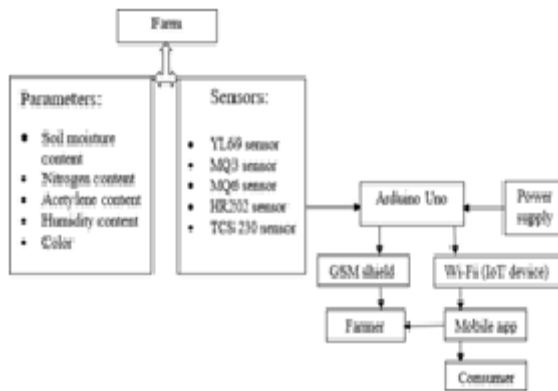 Farm
Parameters:
Soil moisture
content
Nitrogen content
Acetylene content
Humidity content
Color
Sensors:
YL69 sensor
MQ3 sensor
MQ6 sensor
HR202 sensor
TCS 230 sensor
Arduino Uno
Power
supply
GSM shield
Wi-Fii (IoT device)
Farmer
Mobile app
Consumer